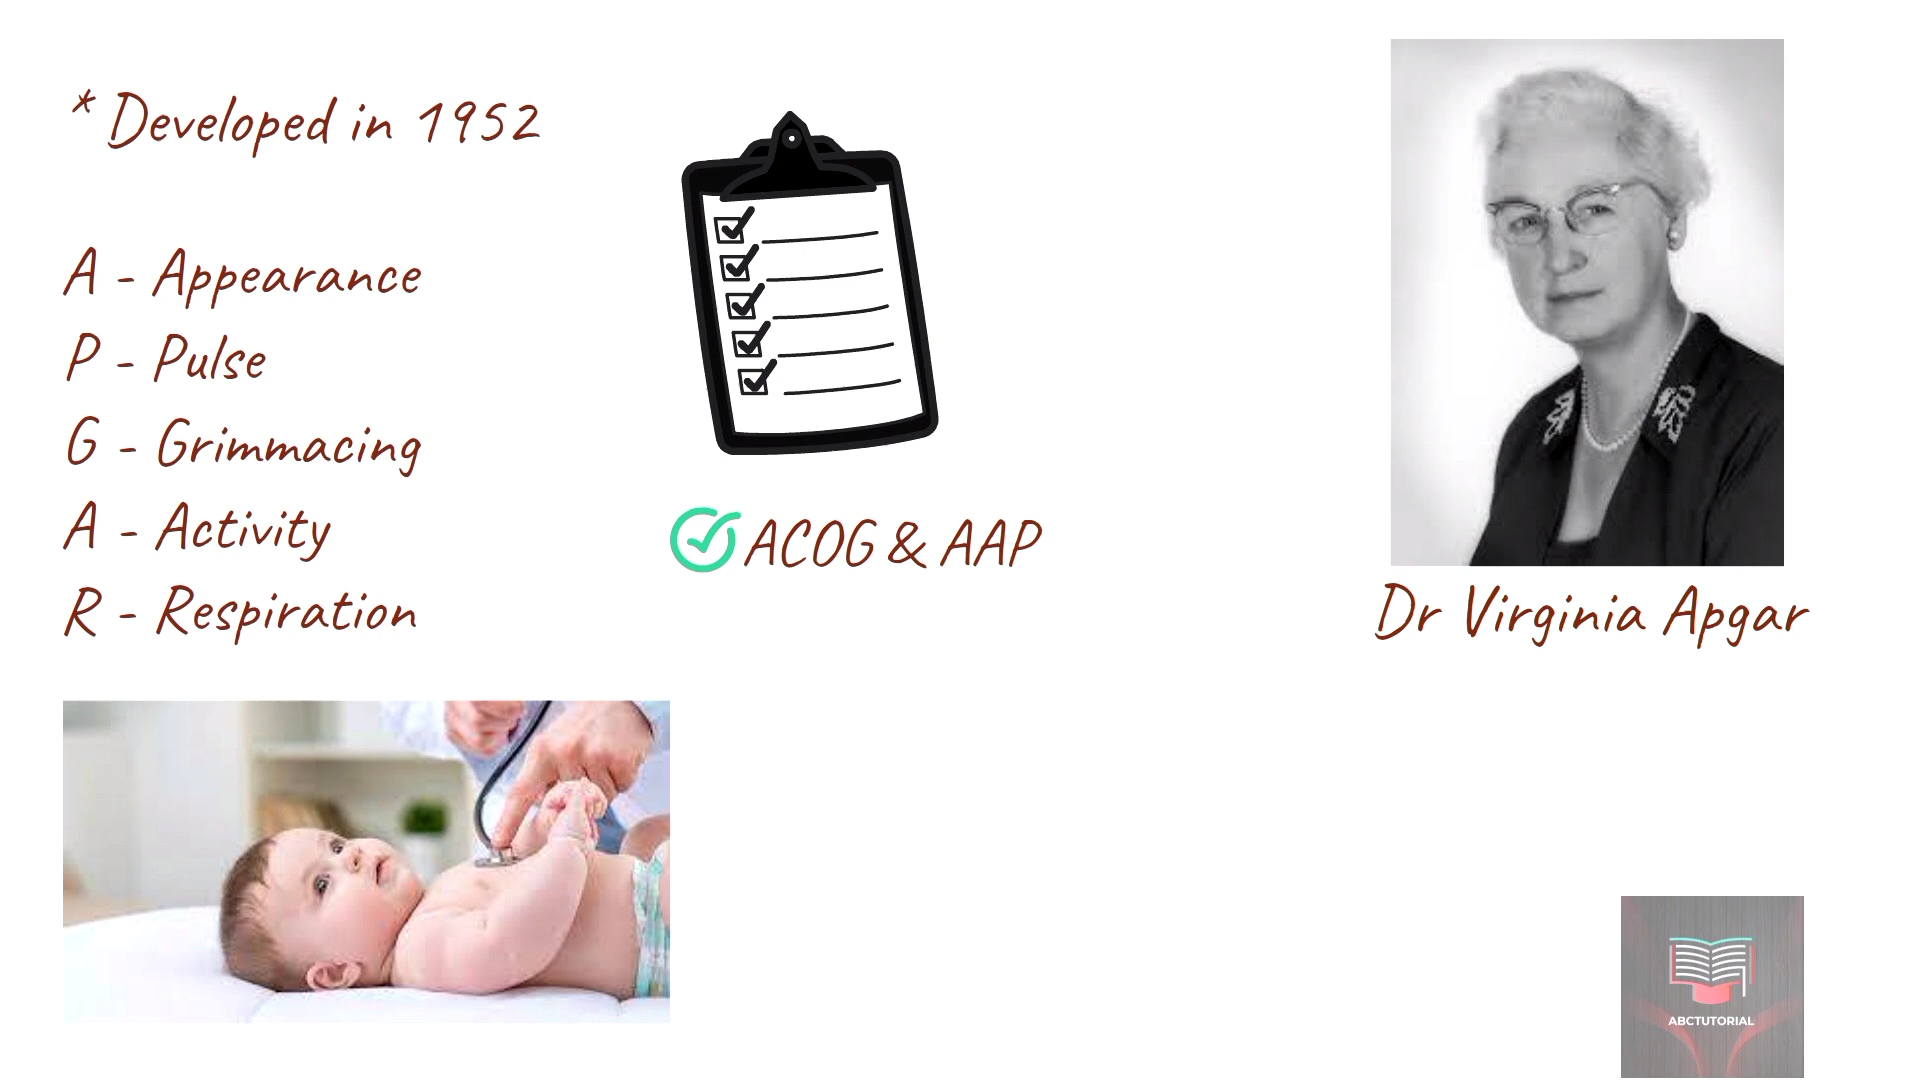 * Developed in 1952
A - Appearance
P - Pulse
G - Grimmacing
A - Activity
R - Respiration
ACOG & AAP
Dr Virginia Apgar
ABCTUTORIAL